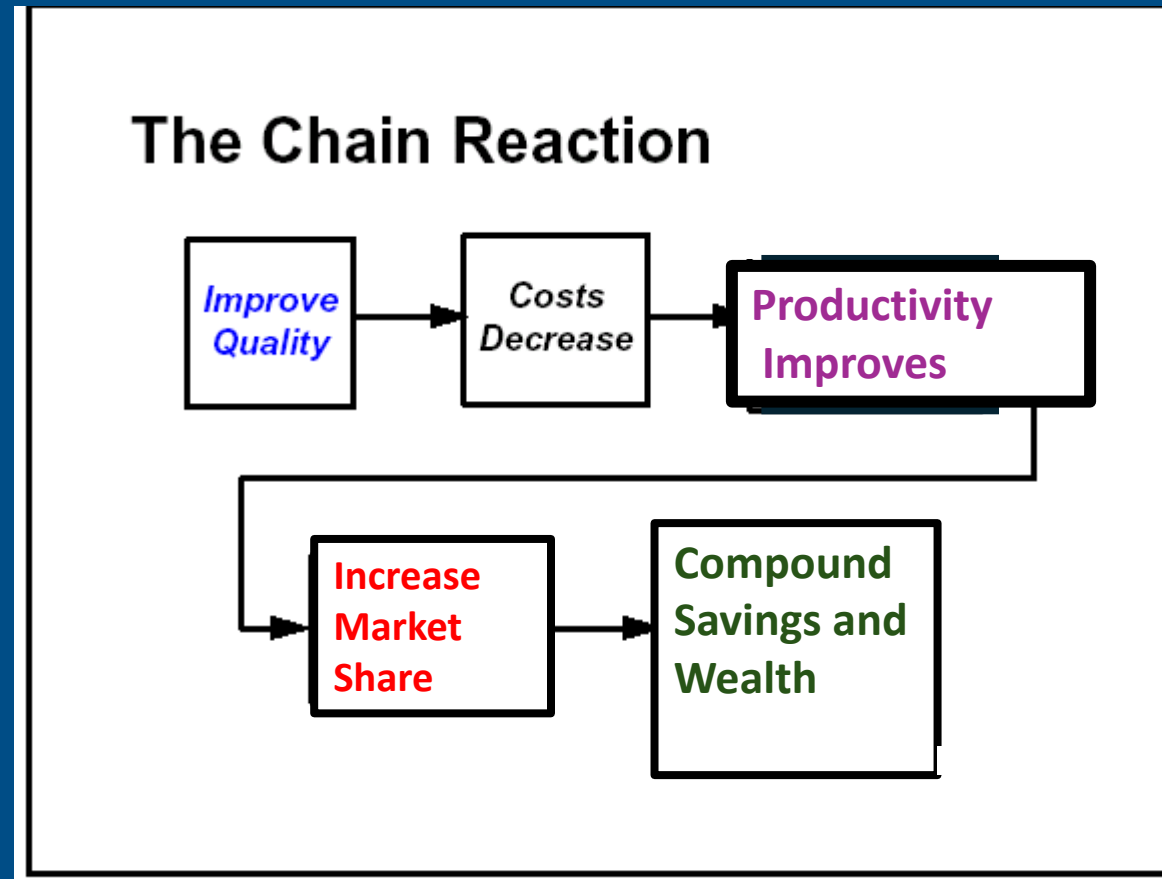 The Chain Reaction
Improve
Quality
Costs
Decrease
Productivity
Improves
Increase
Market
Share
Compound
Savings and
Wealth